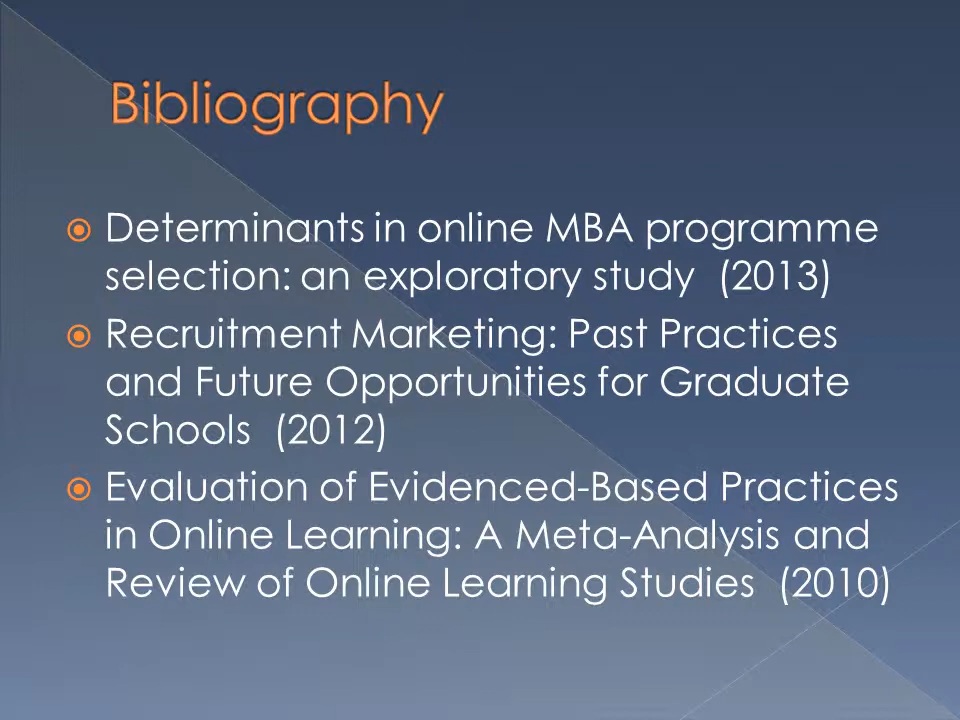 Bibliography
Determinants in online MBA programme
selection: an exploratory study (2013)
Recruitment Marketing: Past Practices
and Future Opportunities for Graduate
Schools (2012)
Evaluation of Evidenced-Based Practices
in Online Learning: A Meta-Analysis and
Review of Online Learning Studies (2010)